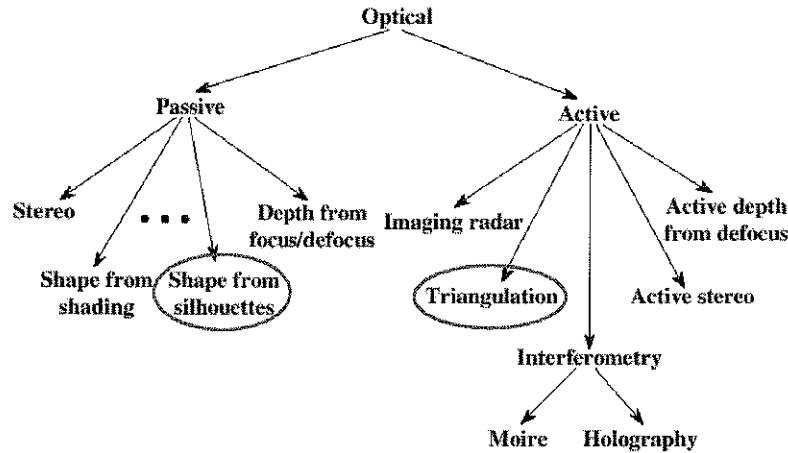 Optical
Passive
Active
Stereo
Depth from
focus/defocus
Shape from
shading
Shape from
silhouettes
Imaging radar
Active depth
from defocus
Triangulation
Active stereo
Interferometry
Moire
Holography